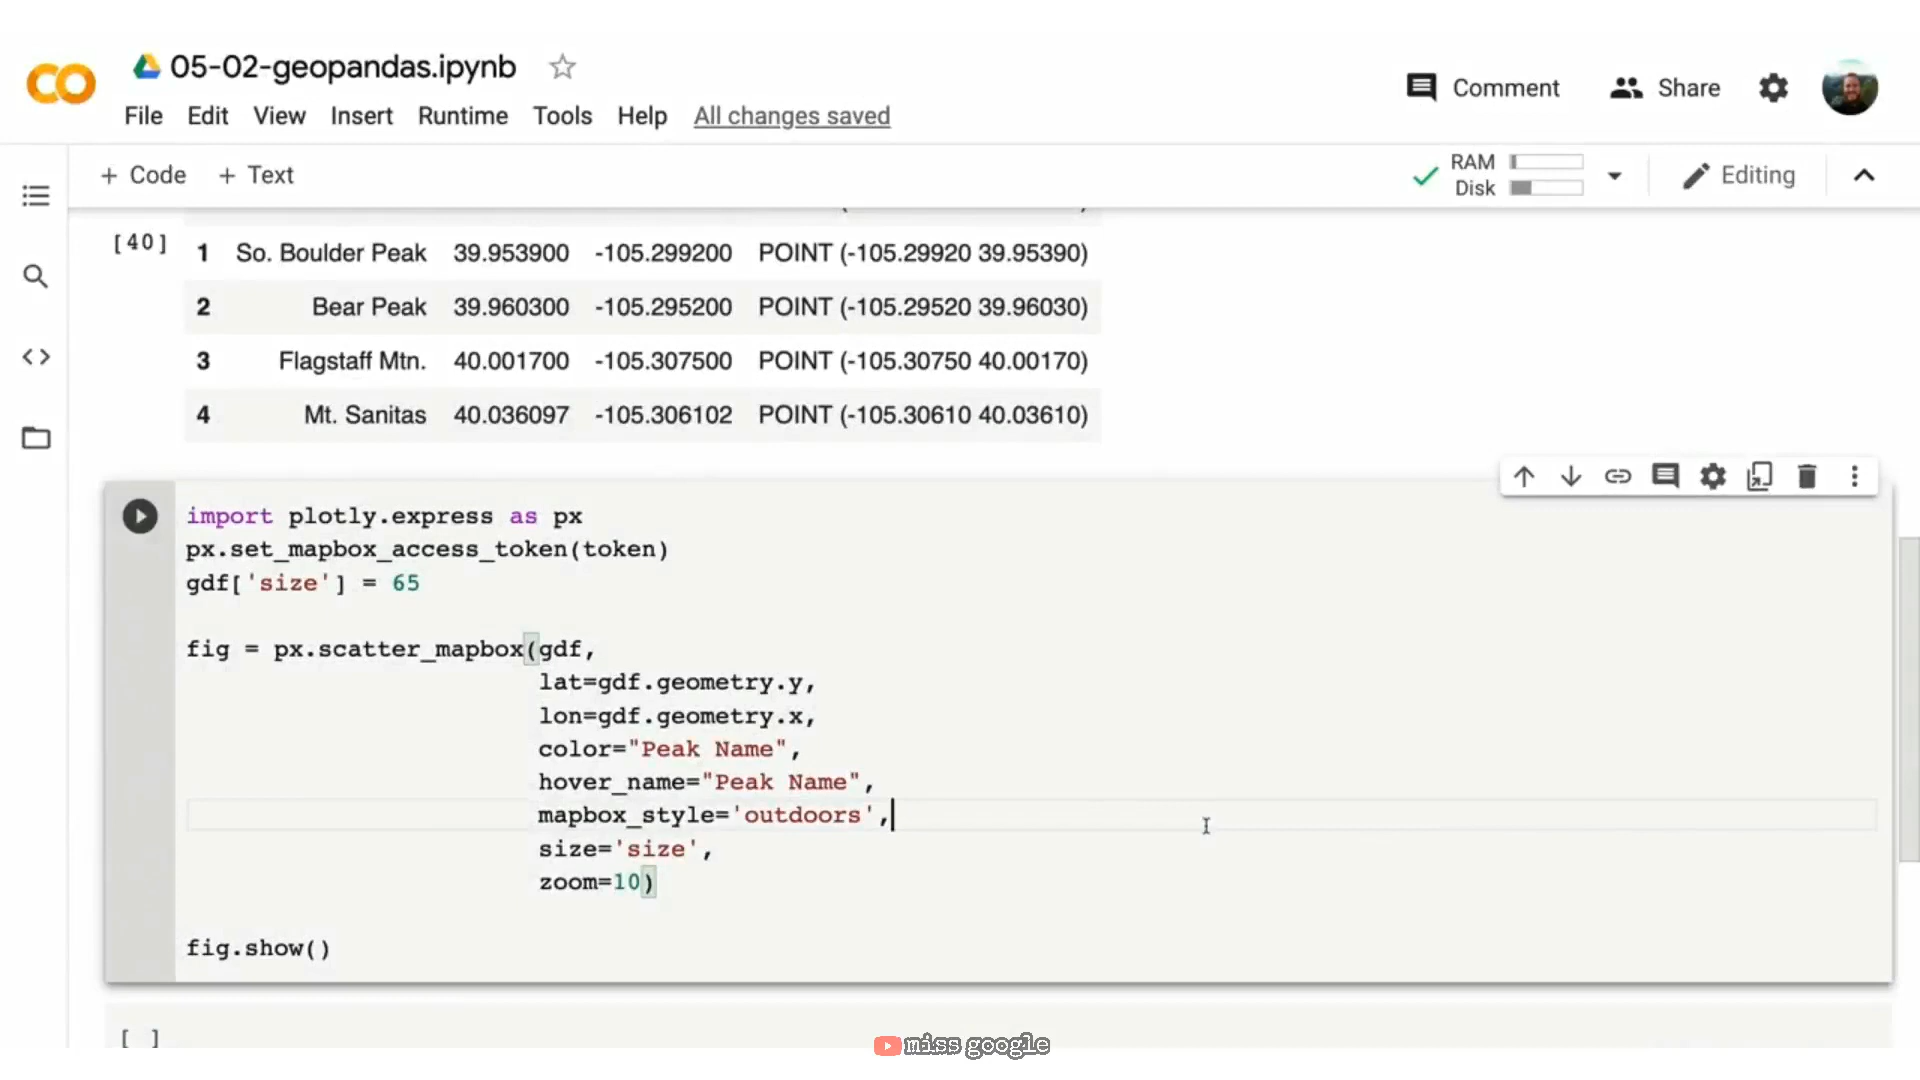 05-02-geopandas.ipynb
File Edit View Insert Runtime Tools Help All changes saved
Comment Share
+ Code + Text
RAM
Disk
Editing
[40]
1 So. Boulder Peak 39.953900 -105.299200 POINT (-105.29920 39.95390)
2 Bear Peak 39.960300 -105.295200 POINT (-105.29520 39.96030)
3 Flagstaff Mtn. 40.001700 -105.307500 POINT (-105.30750 40.00170)
4 Mt. Sanitas 40.036097 -105.306102 POINT (-105.30610 40.03610)
import plotly.express as px
px.set_mapbox_access_token(token)
gdf['size'] = 65
fig = px.scatter_mapbox(gdf,
lat=gdf.geometry.y,
lon=gdf.geometry.x,
color="Peak Name",
hover_name="Peak Name",
mapbox_style='outdoors',
size='size',
zoom=10)
fig.show()
[ ]
miss google